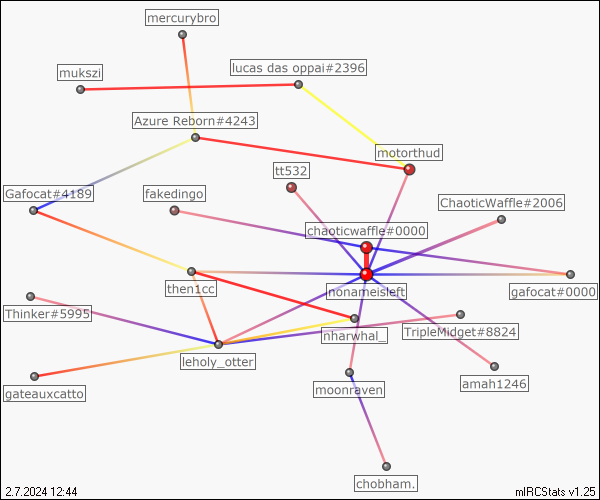 mercurybro
lucas das oppai#2396
mukszi
Azure Reborn#4243
motorthud
tt532
Gafocat#4189
fakedingo
ChaoticWaffle#2006
chaoticwaffle#0000
then1cc
nonameisleft
gafocat#0000
Thinker#5995
nharwhal_
TripleMidget#8824
leholy_otter
gateauxcatto
moonraven
amah1246
chobham.
2.7.2024 12:44
mIRCStats v1.25